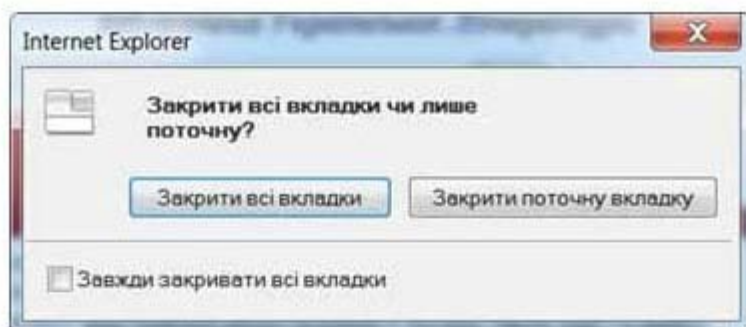 Internet Explorer
Закрити всі вкладки чи лише
поточну?
Закрити всі вкладки
Закрити поточну вкладку
Завжди закривати всі вкладки